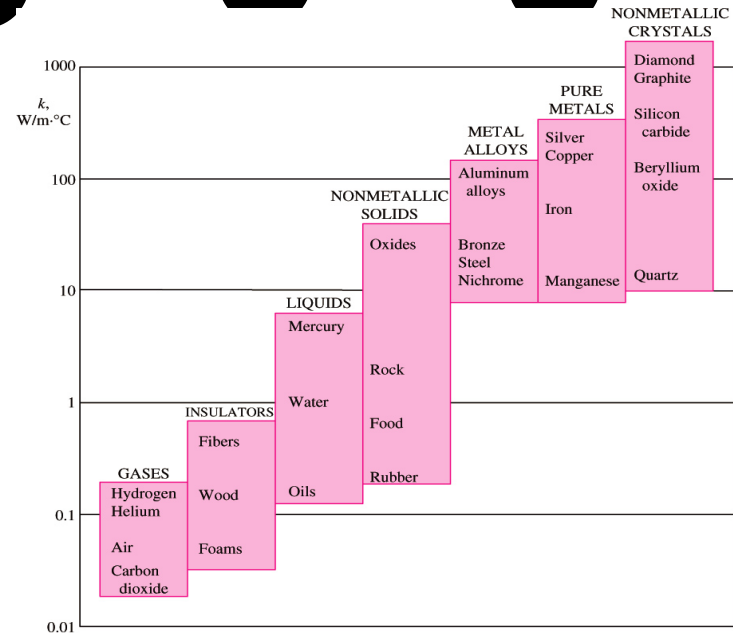 NONMETALLIC
CRYSTALS
1000
k,
W/m·°C
100
10
1
0.1
0.01
GASES
Hydrogen
Helium
Air
Carbon
dioxide
INSULATORS
Fibers
Wood
Foams
LIQUIDS
Mercury
Water
Oils
NONMETALLIC
SOLIDS
Oxides
Rock
Food
Rubber
METAL
ALLOYS
Aluminum
alloys
Bronze
Steel
Nichrome
PURE
METALS
Silver
Copper
Iron
Manganese
Diamond
Graphite
Silicon
carbide
Beryllium
oxide
Quartz